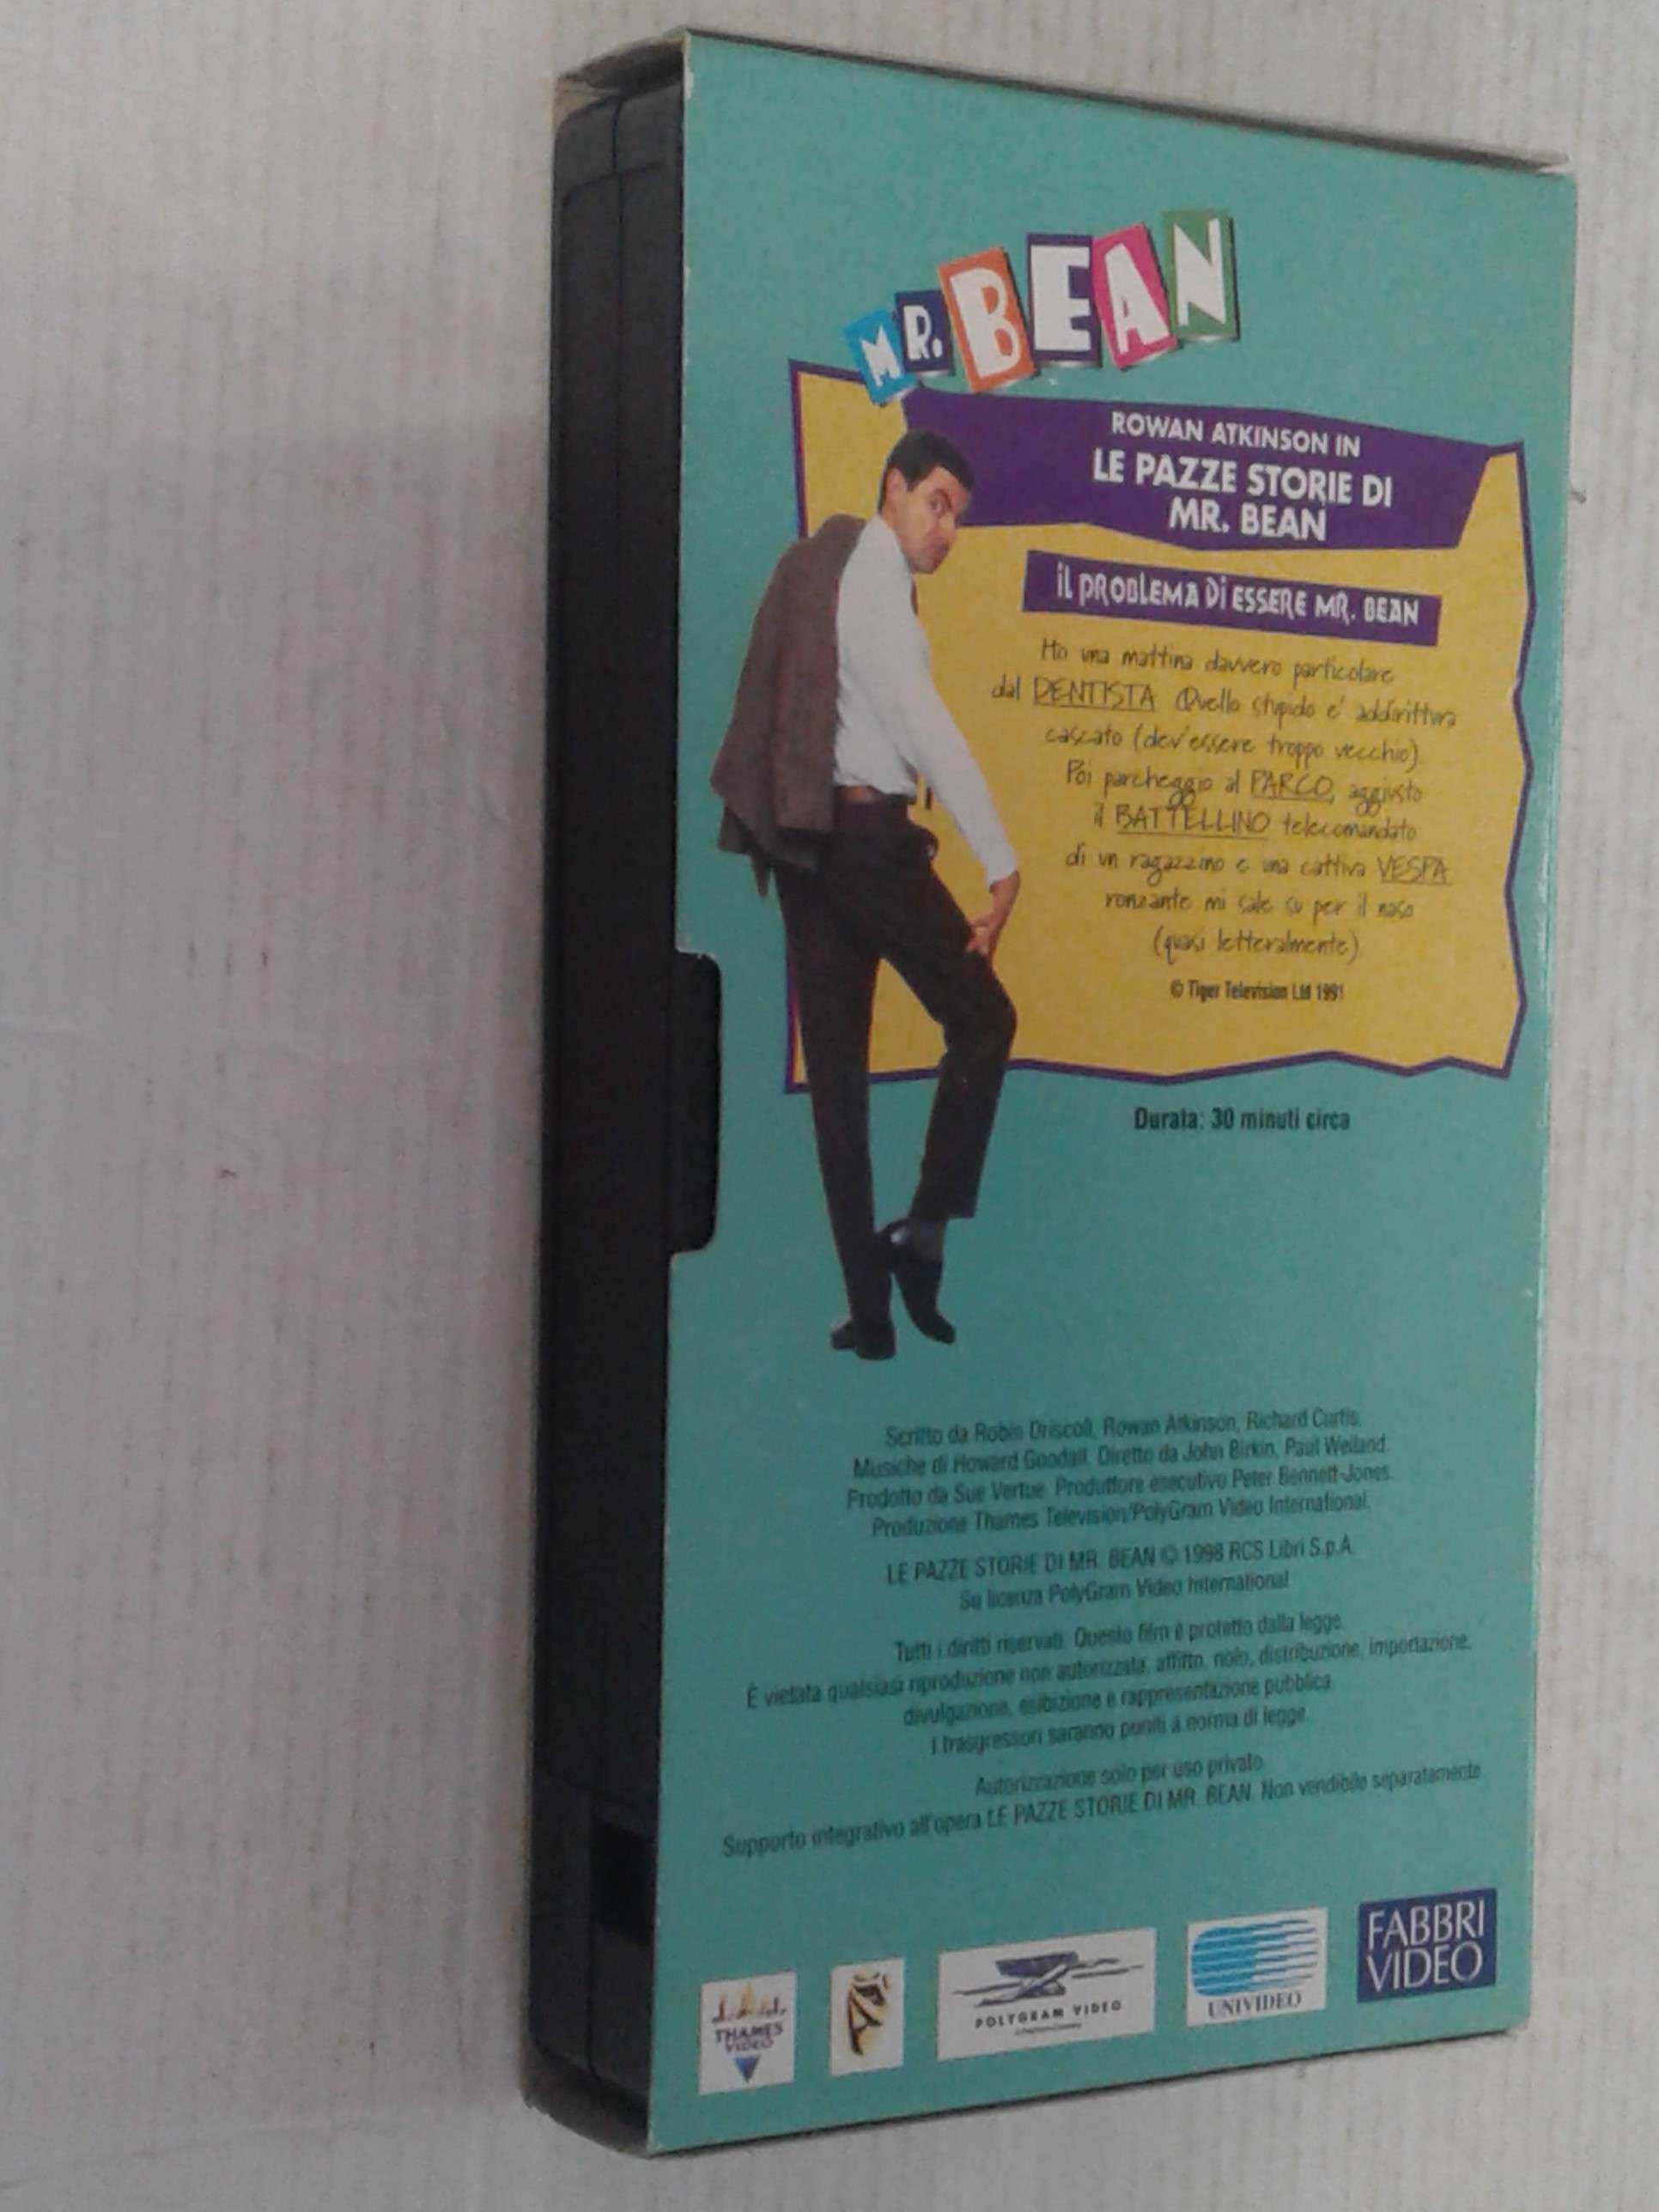 MR. BEAN
ROWAN ATKINSON IN
LE PAZZE STORIE DI
MR. BEAN
iL PROBLEMA Di ESSERE MR. BEAN
Ho una mattina davvero particolare
dal DENTISTA. Quello stupido e' addirittura
cascato (dev'essere troppo vecchio).
Poi parcheggio al PARCO, aggiusto
il BATTELLINO telecomandato
di un ragazzino e una cattiva VESPA
ronzante mi sale su per il naso
(quasi letteralmente).
© Tiger Television Ltd 1991
Durata: 30 minuti circa
Scritto da Robin Driscoll, Rowan Atkinson, Richard Curtis.
Musiche di Howard Goodall. Diretto da John Birkin, Paul Weiland.
Prodotto da Sue Vertue. Produttore esecutivo Peter Bennett-Jones.
Produzione Thames Television/PolyGram Video International.
LE PAZZE STORIE DI MR. BEAN © 1998 RCS Libri S.p.A.
Su licenza PolyGram Video International
Tutti i diritti riservati. Questo film è protetto dalla legge.
È vietata qualsiasi riproduzione non autorizzata, affitto, nolo, distribuzione, importazione,
divulgazione, esibizione e rappresentazione pubblica.
I trasgressori saranno puniti a norma di legge.
Autorizzazione solo per uso privato.
Supporto integrativo all'opera LE PAZZE STORIE DI MR. BEAN. Non vendibile separatamente
THAMES
VIDEO
POLYGRAM VIDEO
UNIVIDEO
FABBRI
VIDEO